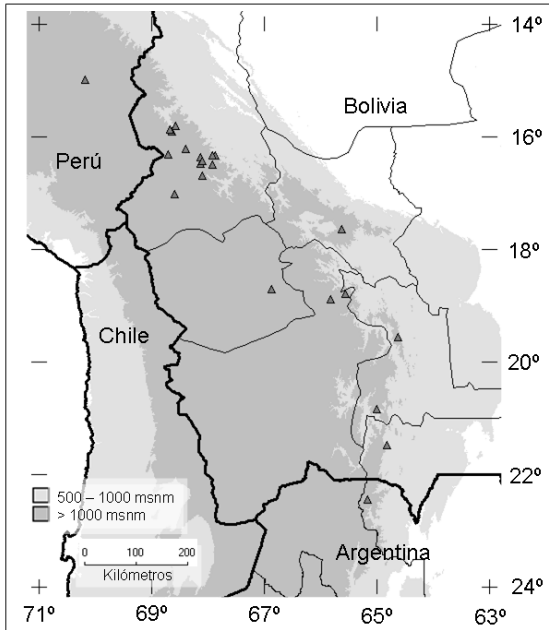 14º
Bolivia
16º
Perú
18º
Chile
20º
22º
500 – 1000 msnm
> 1000 msnm
0 100 200
Kilómetros
Argentina
24º
71º 69º 67º 65º 63º